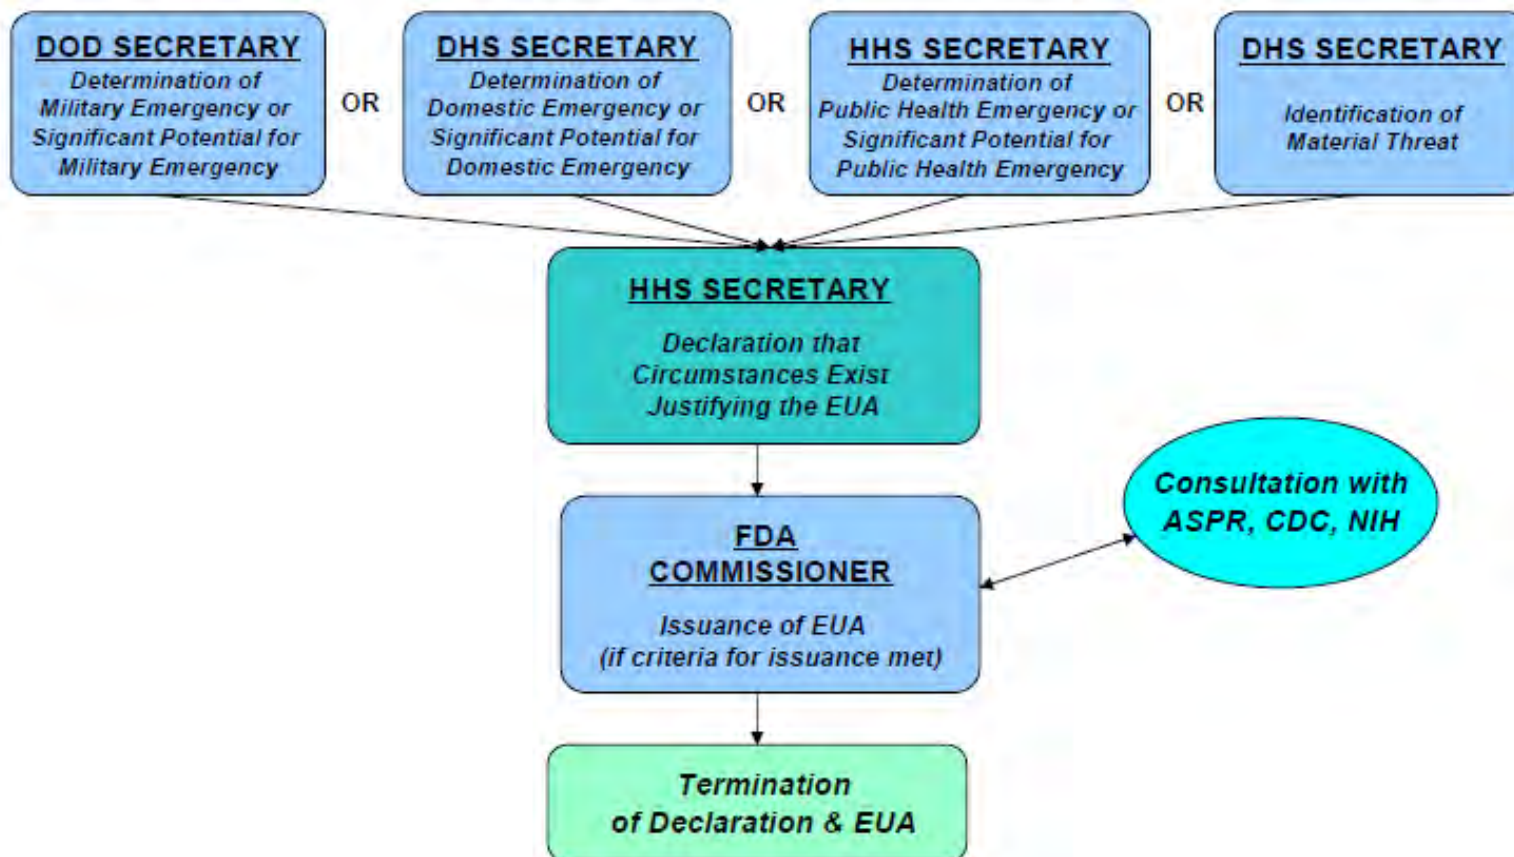 DOD SECRETARY
Determination of
Military Emergency or
Significant Potential for
Military Emergency
OR
DHS SECRETARY
Determination of
Domestic Emergency or
Significant Potential for
Domestic Emergency
OR
HHS SECRETARY
Determination of
Public Health Emergency or
Significant Potential for
Public Health Emergency
OR
DHS SECRETARY
Identification of
Material Threat
HHS SECRETARY
Declaration that
Circumstances Exist
Justifying the EUA
FDA
COMMISSIONER
Issuance of EUA
(if criteria for issuance met)
Consultation with
ASPR, CDC, NIH
Termination
of Declaration & EUA